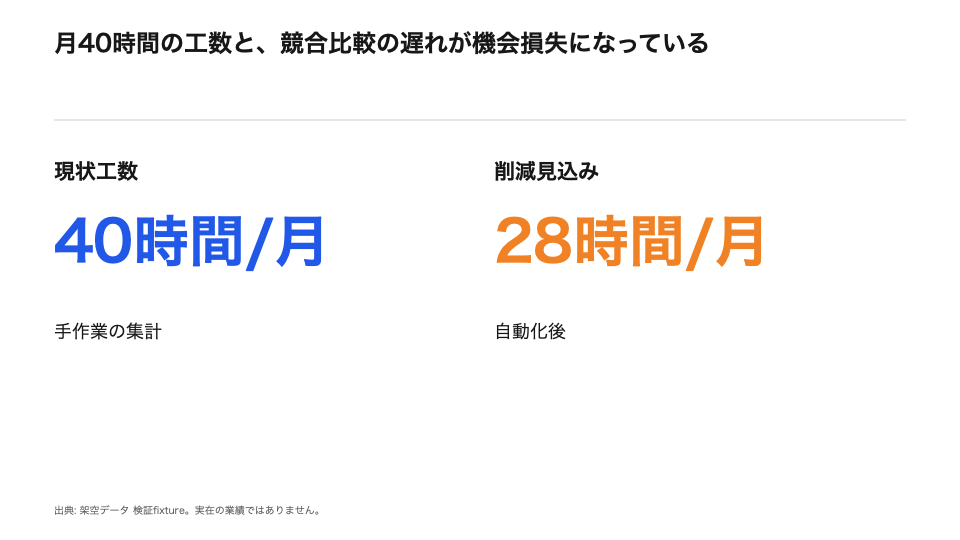 月40時間の工数と、競合比較の遅れが機会損失になっている
現状工数
40時間/月
手作業の集計
削減見込み
28時間/月
自動化後
出典: 架空データ 検証fixture。実在の業績ではありません。